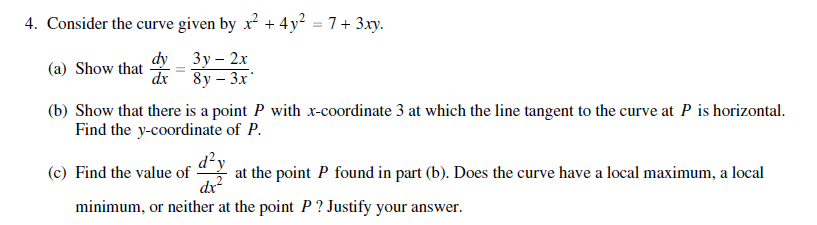 4. Consider the curve given by x² + 4y² = 7 + 3xy.
(a) Show that dy/dx = (3y – 2x)/(8y – 3x).
(b) Show that there is a point P with x-coordinate 3 at which the line tangent to the curve at P is horizontal.
Find the y-coordinate of P.
(c) Find the value of d²y/dx² at the point P found in part (b). Does the curve have a local maximum, a local
minimum, or neither at the point P ? Justify your answer.